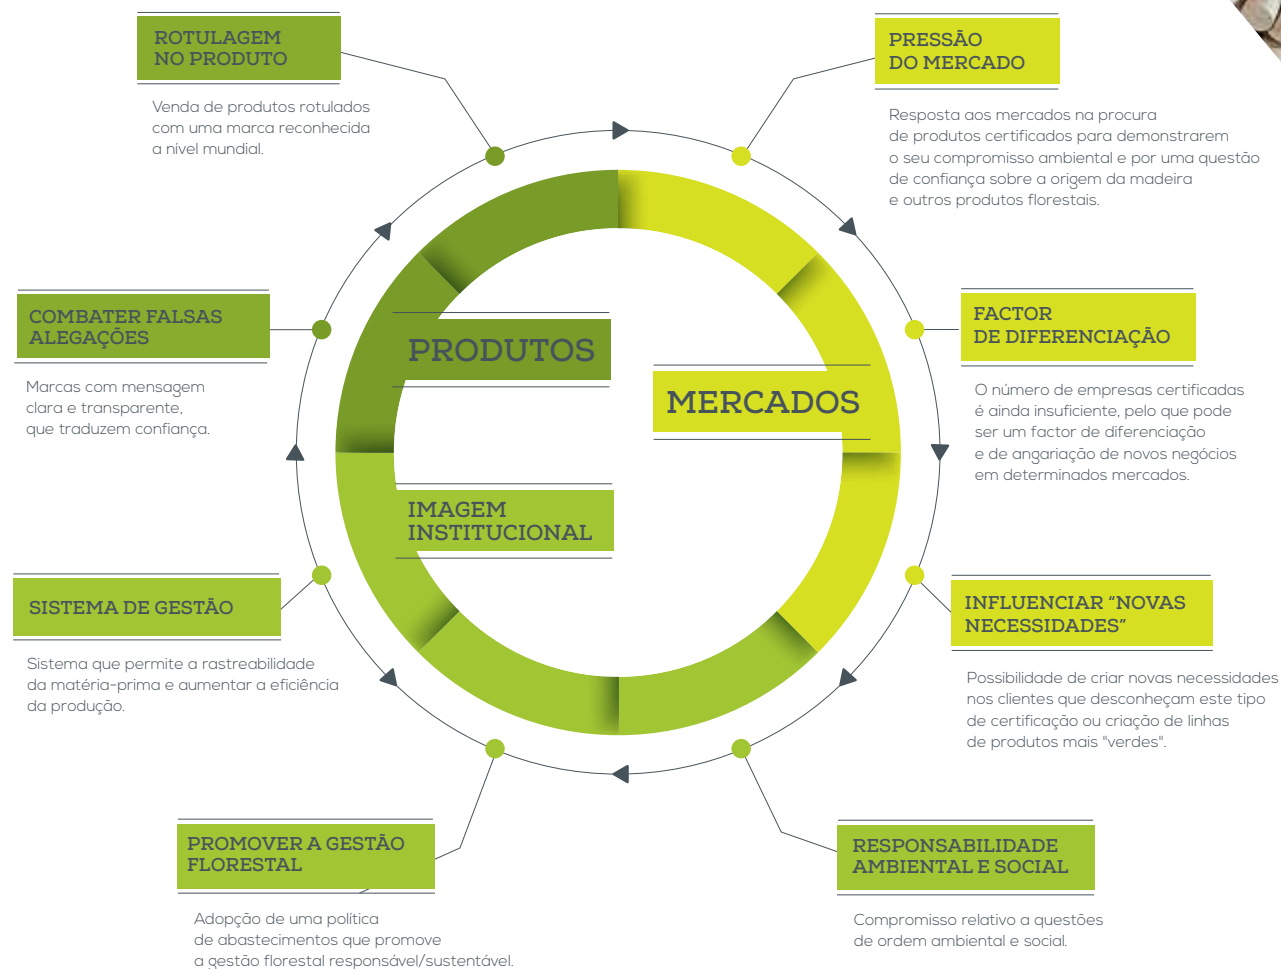 ROTULAGEM
NO PRODUTO
Venda de produtos rotulados
com uma marca reconhecida
a nível mundial.
PRESSÃO
DO MERCADO
Resposta aos mercados na procura
de produtos certificados para demonstrarem
o seu compromisso ambiental e por uma questão
de confiança sobre a origem da madeira
e outros produtos florestais.
COMBATER FALSAS
ALEGAÇÕES
Marcas com mensagem
clara e transparente,
que traduzem confiança.
PRODUTOS
MERCADOS
IMAGEM
INSTITUCIONAL
FACTOR
DE DIFERENCIAÇÃO
O número de empresas certificadas
é ainda insuficiente, pelo que pode
ser um factor de diferenciação
e de angariação de novos negócios
em determinados mercados.
SISTEMA DE GESTÃO
Sistema que permite a rastreabilidade
da matéria-prima e aumentar a eficiência
da produção.
INFLUENCIAR “NOVAS
NECESSIDADES”
Possibilidade de criar novas necessidades
nos clientes que desconheçam este tipo
de certificação ou criação de linhas
de produtos mais "verdes".
PROMOVER A GESTÃO
FLORESTAL
Adopção de uma política
de abastecimentos que promove
a gestão florestal responsável/sustentável.
RESPONSABILIDADE
AMBIENTAL E SOCIAL
Compromisso relativo a questões
de ordem ambiental e social.